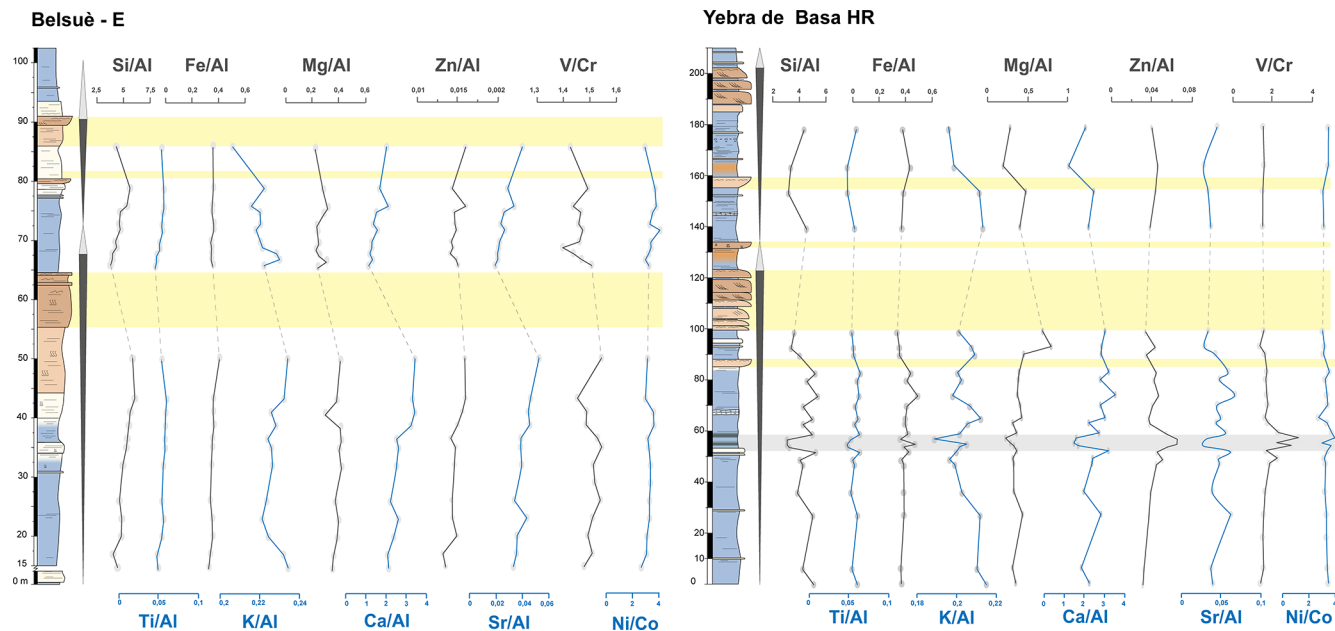 Belsuè - E
Yebra de Basa HR
Si/Al Fe/Al Mg/Al Zn/Al V/Cr
2,5 5 7,5 0 0 0,2 0,4 0,6 0,01 0,015 0,002 1,3 1,4 1,5 1,6
100
90
80
70
60
50
40
30
20
15
0 m
0 0,05 0,1 0,2 0,22 0,24 0 1 2 3 4 0 0,02 0,04 0,06 0 2 4
Ti/Al K/Al Ca/Al Sr/Al Ni/Co
Si/Al Fe/Al Mg/Al Zn/Al V/Cr
2 4 6 0 0,2 0,4 0,6 0 0,5 1 0 0,04 0,08 0 2 4
200
180
160
140
120
100
80
60
40
20
10
0
0 0,05 0,1 0,18 0,2 0,22 0 1 2 3 4 0 0,05 0,1 0 2 4
Ti/Al K/Al Ca/Al Sr/Al Ni/Co